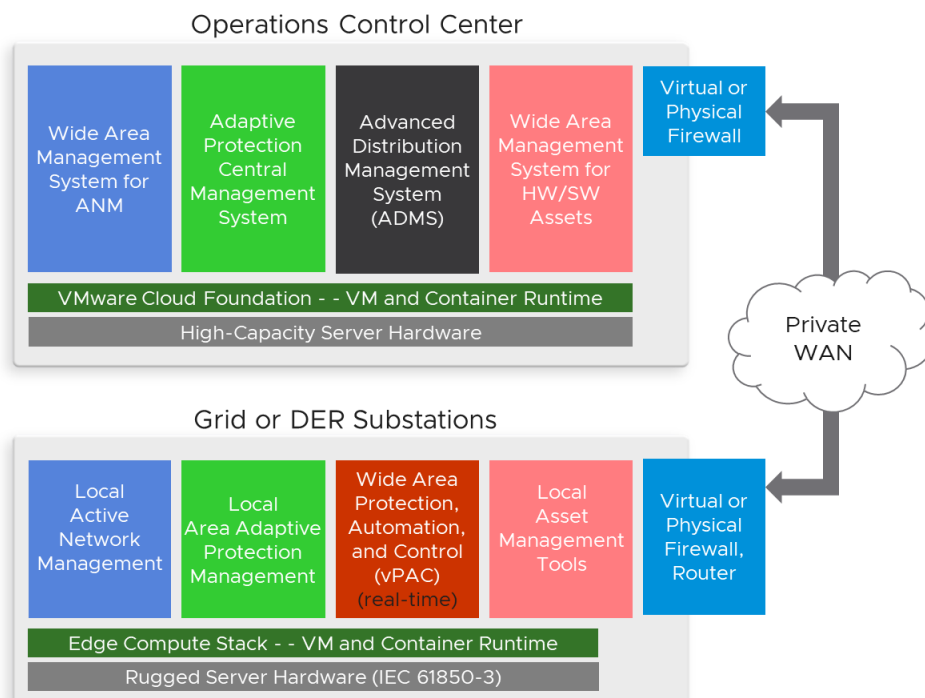 Operations Control Center
Wide Area
Management
System for
ANM
Adaptive
Protection
Central
Management
System
Advanced
Distribution
Management
System
(ADMS)
Wide Area
Management
System for
HW/SW
Assets
Virtual or
Physical
Firewall
VMware Cloud Foundation - - VM and Container Runtime
High-Capacity Server Hardware
Private
WAN
Grid or DER Substations
Local
Active
Network
Management
Local
Area Adaptive
Protection
Management
Wide Area
Protection,
Automation,
and Control
(vPAC)
(real-time)
Local
Asset
Management
Tools
Virtual or
Physical
Firewall,
Router
Edge Compute Stack - - VM and Container Runtime
Rugged Server Hardware (IEC 61850-3)